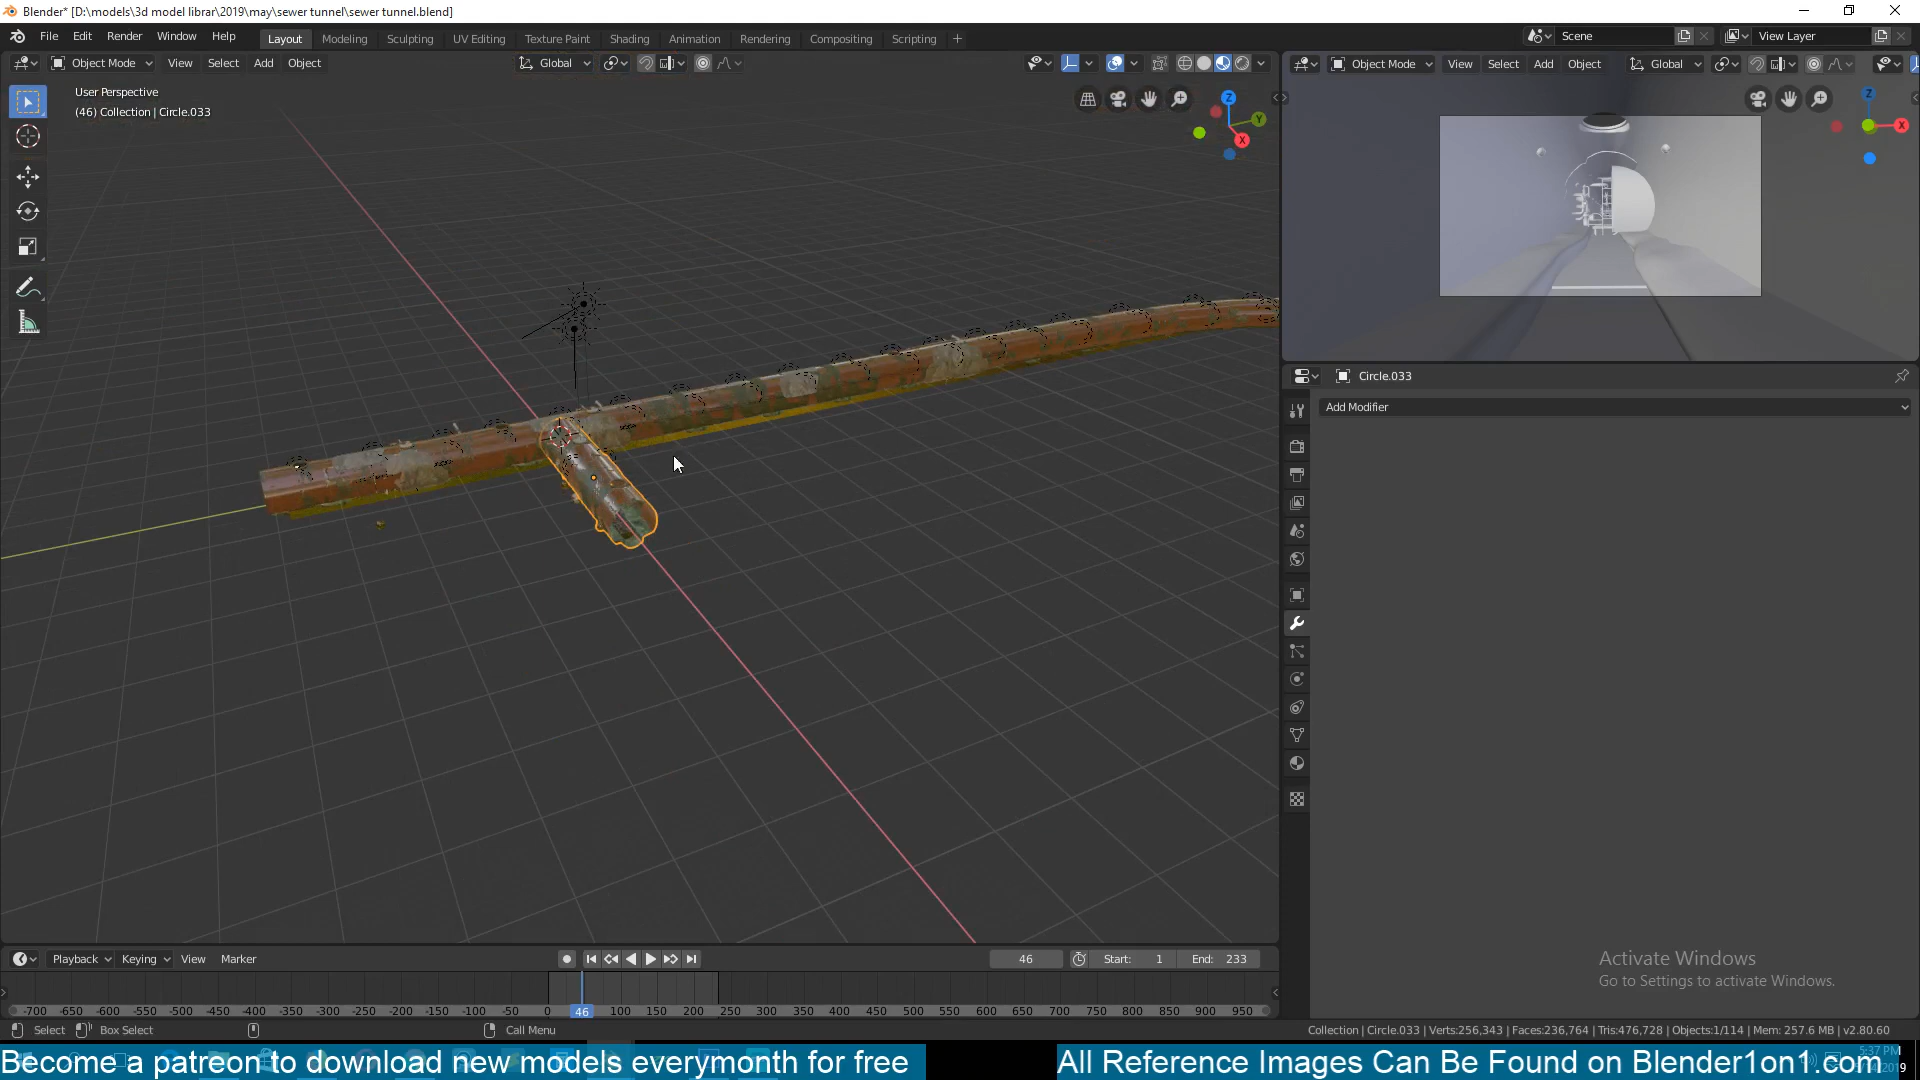 Blender* [D:\models\3d model librar\2019\may\sewer tunnel\sewer tunnel.blend]
File Edit Render Window Help Layout Modeling Sculpting UV Editing Texture Paint Shading Animation Rendering Compositing Scripting + Scene View Layer
Object Mode View Select Add Object Global Object Mode View Select Add Object Global
User Perspective
(46) Collection | Circle.033
Z
Y
X
Z
X
Circle.033
Add Modifier
Activate Windows
Go to Settings to activate Windows.
Playback Keying View Marker 46 Start: 1 End: 233
-700 -650 -600 -550 -500 -450 -400 -350 -300 -250 -200 -150 -100 -50 0 46 100 150 200 250 300 350 400 450 500 550 600 650 700 750 800 850 900 950
Select Box Select Call Menu Collection | Circle.033 | Verts:256,343 | Faces:236,764 | Tris:476,728 | Objects:1/114 | Mem: 257.6 MB | v2.80.60
Become a patreon to download new models everymonth for free
All Reference Images Can Be Found on Blender1on1.com
5:37 PM